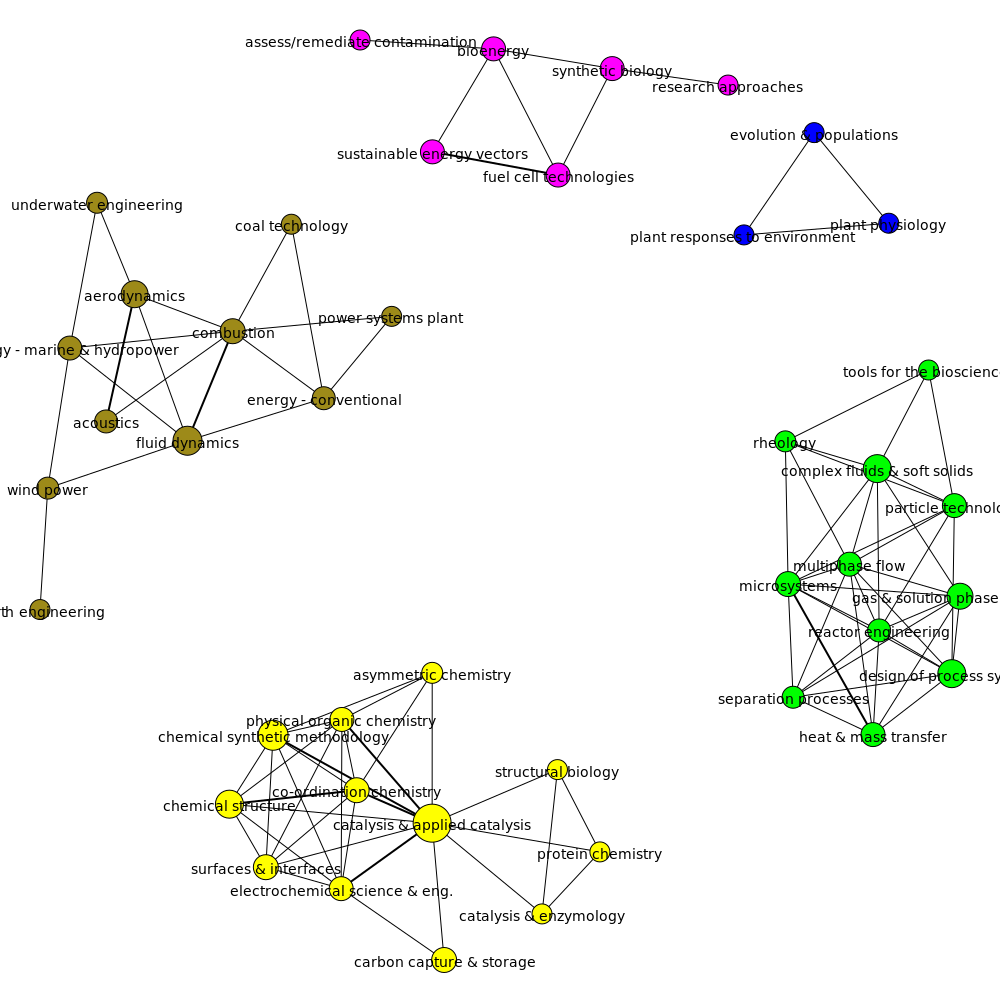 assess/remediate contamination
bioenergy
synthetic biology
research approaches
evolution & populations
sustainable energy vectors
fuel cell technologies
underwater engineering
coal technology
plant physiology
plant responses to environment
aerodynamics
power systems plant
combustion
gy - marine & hydropower
tools for the bioscience
energy - conventional
acoustics
fluid dynamics
rheology
complex fluids & soft solids
wind power
particle technolo
multiphase flow
microsystems
gas & solution phase
rth engineering
reactor engineering
asymmetric chemistry
design of process sy
separation processes
physical organic chemistry
chemical synthetic methodology
heat & mass transfer
structural biology
co-ordination chemistry
chemical structure
catalysis & applied catalysis
protein chemistry
surfaces & interfaces
electrochemical science & eng.
catalysis & enzymology
carbon capture & storage